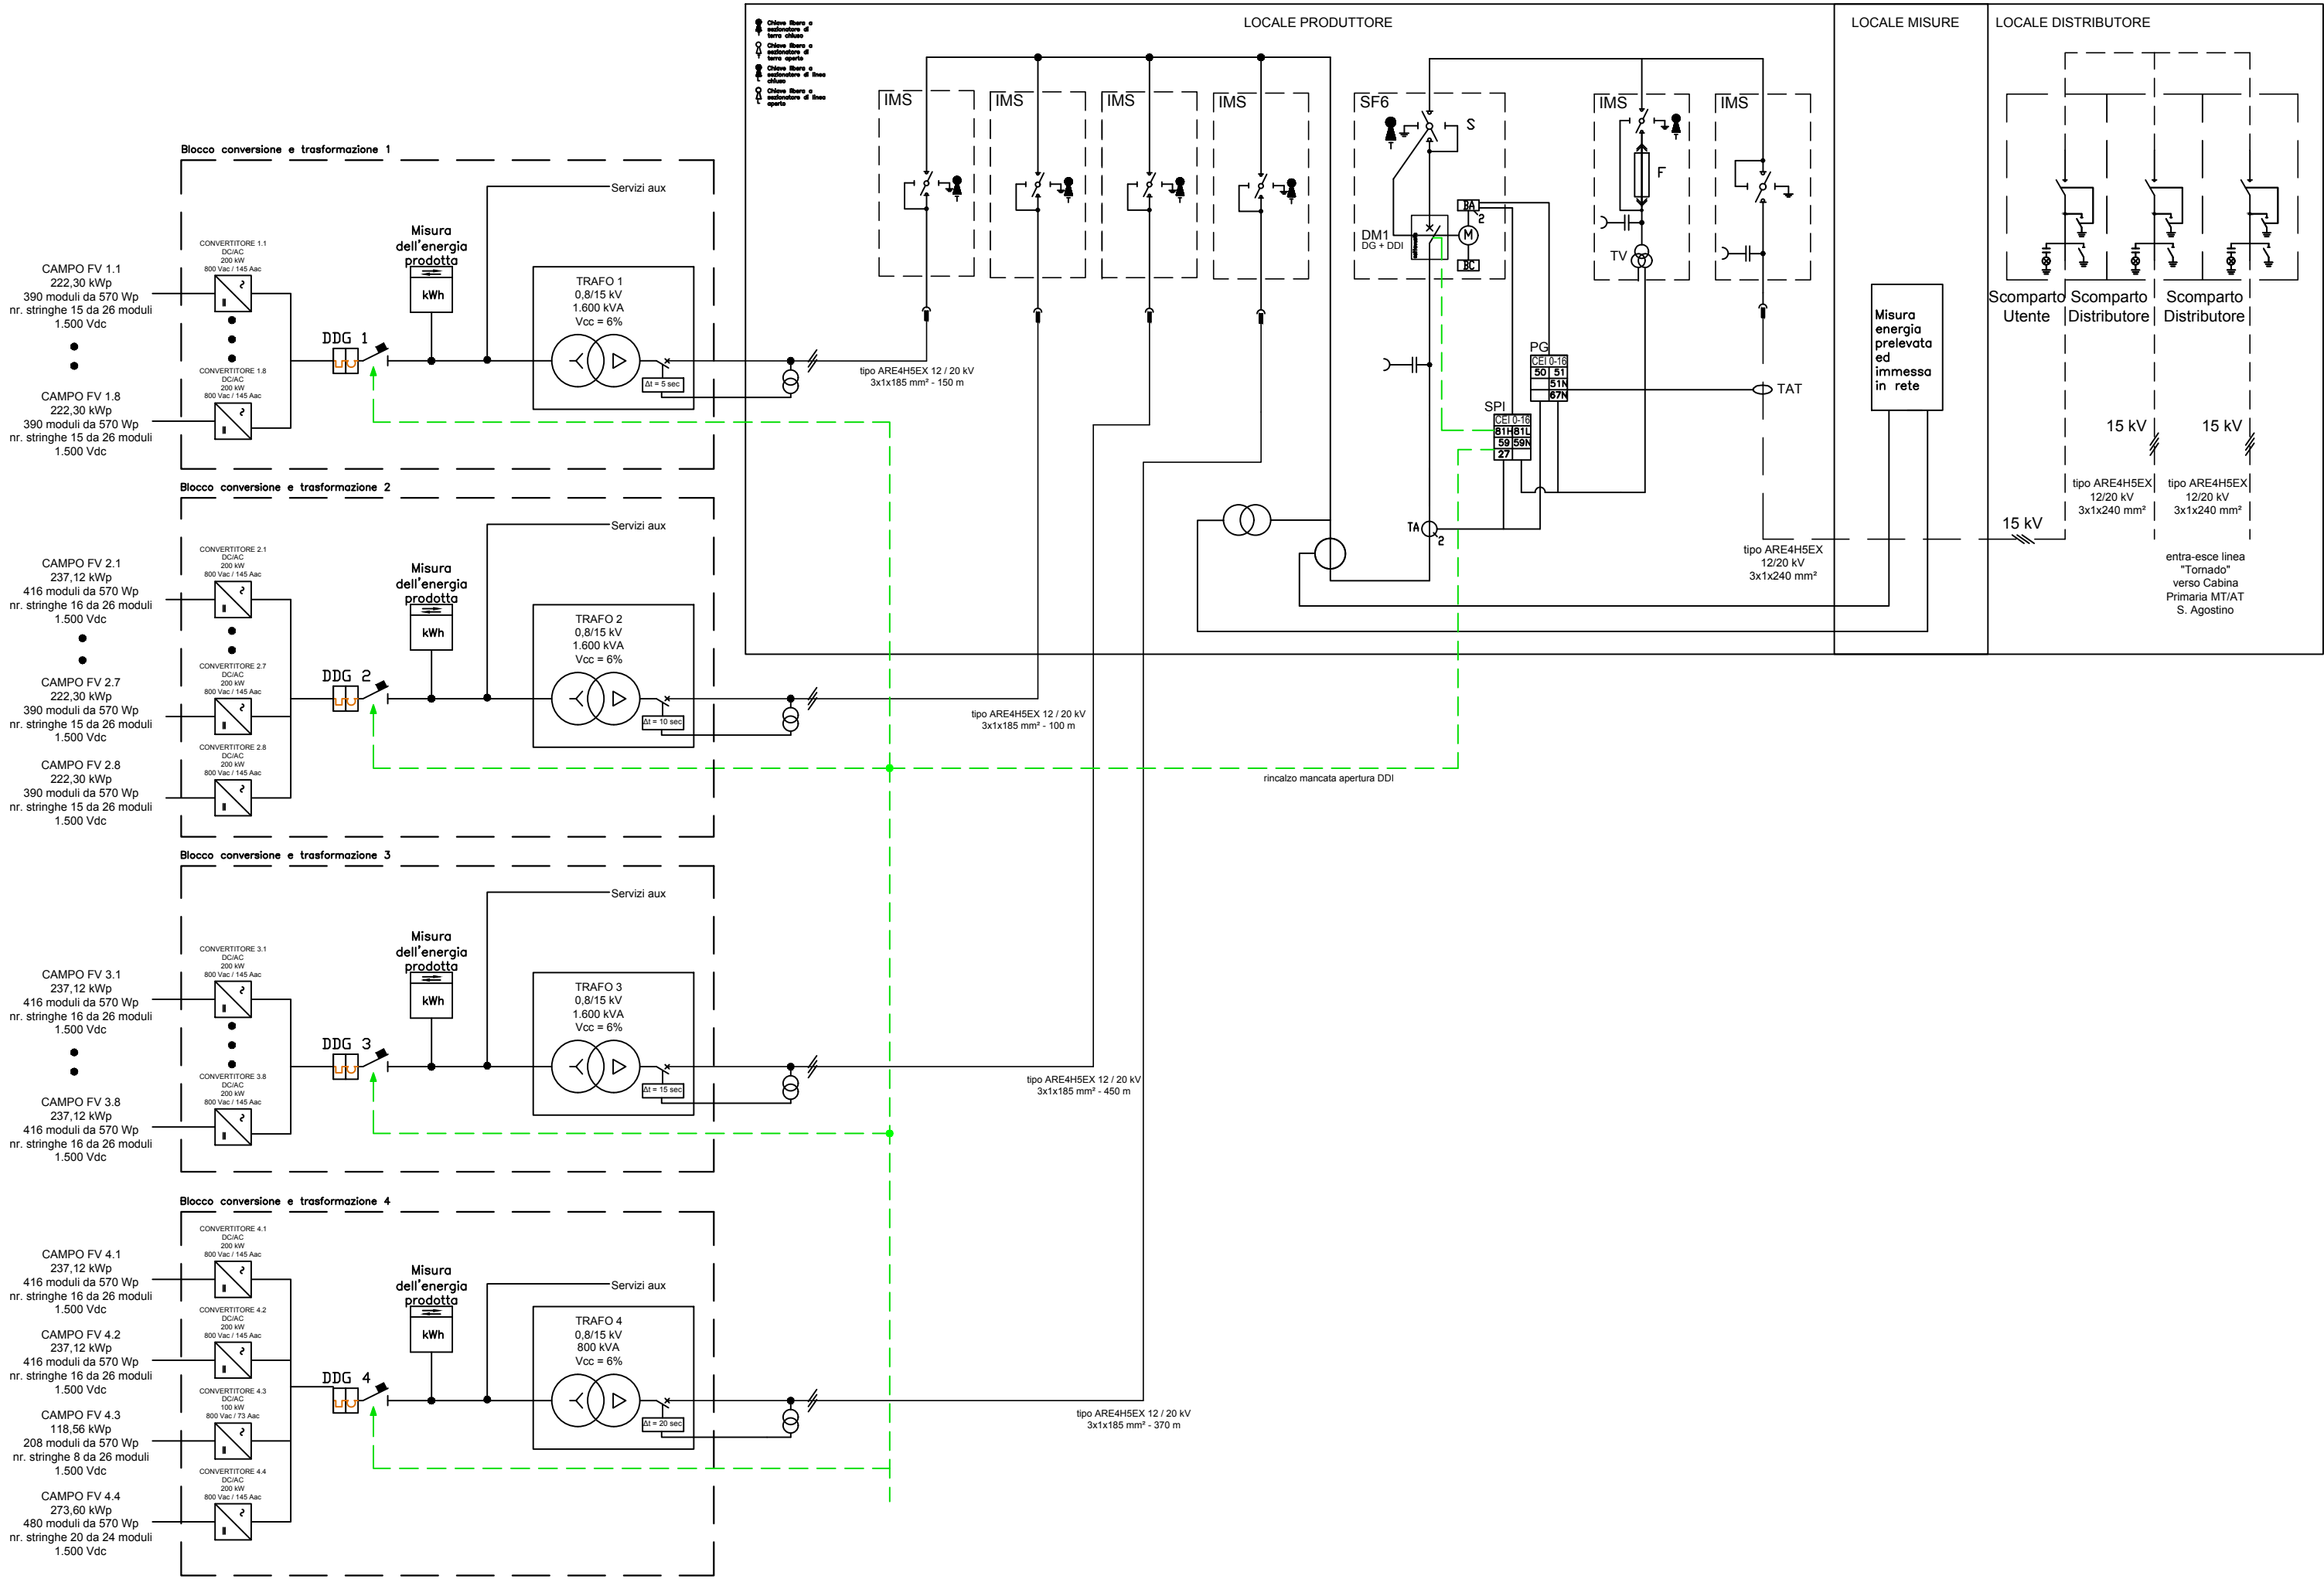 LOCALE PRODUTTORE
LOCALE MISURE
LOCALE DISTRIBUTORE
Chiave libera a
sezionatore di
terra chiuso
Chiave libera a
sezionatore di
terra aperto
Chiave libera a
sezionatore di linea
chiuso
Chiave libera a
sezionatore di linea
aperto
IMS
IMS
IMS
IMS
SF6
S
DM1
DG + DDI
BA
2
M
BC
IMS
F
TV
IMS
PG
CEI 0-16
50 51
51N
67N
SPI
CEI 0-16
81H 81L
59 59N
27
TAT
TA
2
tipo ARE4H5EX
12/20 kV
3x1x240 mm²
Misura
energia
prelevata
ed
immessa
in rete
Scomparto
Utente
Scomparto
Distributore
Scomparto
Distributore
15 kV
15 kV
tipo ARE4H5EX
12/20 kV
3x1x240 mm²
tipo ARE4H5EX
12/20 kV
3x1x240 mm²
15 kV
entra-esce linea
"Tornado"
verso Cabina
Primaria MT/AT
S. Agostino
Blocco conversione e trasformazione 1
Servizi aux
Misura
dell'energia
prodotta
kWh
CONVERTITORE 1.1
DC/AC
200 kW
800 Vac / 145 Aac
CAMPO FV 1.1
222,30 kWp
390 moduli da 570 Wp
nr. stringhe 15 da 26 moduli
1.500 Vdc
DDG 1
TRAFO 1
0,8/15 kV
1.600 kVA
Vcc = 6%
Δt = 5 sec
tipo ARE4H5EX 12 / 20 kV
3x1x185 mm² - 150 m
CONVERTITORE 1.8
DC/AC
200 kW
800 Vac / 145 Aac
CAMPO FV 1.8
222,30 kWp
390 moduli da 570 Wp
nr. stringhe 15 da 26 moduli
1.500 Vdc
Blocco conversione e trasformazione 2
Servizi aux
Misura
dell'energia
prodotta
kWh
CONVERTITORE 2.1
DC/AC
200 kW
800 Vac / 145 Aac
CAMPO FV 2.1
237,12 kWp
416 moduli da 570 Wp
nr. stringhe 16 da 26 moduli
1.500 Vdc
CONVERTITORE 2.7
DC/AC
200 kW
800 Vac / 145 Aac
CAMPO FV 2.7
222,30 kWp
390 moduli da 570 Wp
nr. stringhe 15 da 26 moduli
1.500 Vdc
DDG 2
TRAFO 2
0,8/15 kV
1.600 kVA
Vcc = 6%
Δt = 10 sec
tipo ARE4H5EX 12 / 20 kV
3x1x185 mm² - 100 m
CONVERTITORE 2.8
DC/AC
200 kW
800 Vac / 145 Aac
CAMPO FV 2.8
222,30 kWp
390 moduli da 570 Wp
nr. stringhe 15 da 26 moduli
1.500 Vdc
rincalzo mancata apertura DDI
Blocco conversione e trasformazione 3
Servizi aux
Misura
dell'energia
prodotta
kWh
CONVERTITORE 3.1
DC/AC
200 kW
800 Vac / 145 Aac
CAMPO FV 3.1
237,12 kWp
416 moduli da 570 Wp
nr. stringhe 16 da 26 moduli
1.500 Vdc
DDG 3
TRAFO 3
0,8/15 kV
1.600 kVA
Vcc = 6%
Δt = 15 sec
tipo ARE4H5EX 12 / 20 kV
3x1x185 mm² - 450 m
CONVERTITORE 3.8
DC/AC
200 kW
800 Vac / 145 Aac
CAMPO FV 3.8
237,12 kWp
416 moduli da 570 Wp
nr. stringhe 16 da 26 moduli
1.500 Vdc
Blocco conversione e trasformazione 4
Servizi aux
Misura
dell'energia
prodotta
kWh
CONVERTITORE 4.1
DC/AC
200 kW
800 Vac / 145 Aac
CAMPO FV 4.1
237,12 kWp
416 moduli da 570 Wp
nr. stringhe 16 da 26 moduli
1.500 Vdc
CONVERTITORE 4.2
DC/AC
200 kW
800 Vac / 145 Aac
CAMPO FV 4.2
237,12 kWp
416 moduli da 570 Wp
nr. stringhe 16 da 26 moduli
1.500 Vdc
DDG 4
TRAFO 4
0,8/15 kV
800 kVA
Vcc = 6%
Δt = 20 sec
tipo ARE4H5EX 12 / 20 kV
3x1x185 mm² - 370 m
CONVERTITORE 4.3
DC/AC
100 kW
800 Vac / 73 Aac
CAMPO FV 4.3
118,56 kWp
208 moduli da 570 Wp
nr. stringhe 8 da 26 moduli
1.500 Vdc
CONVERTITORE 4.4
DC/AC
200 kW
800 Vac / 145 Aac
CAMPO FV 4.4
273,60 kWp
480 moduli da 570 Wp
nr. stringhe 20 da 24 moduli
1.500 Vdc